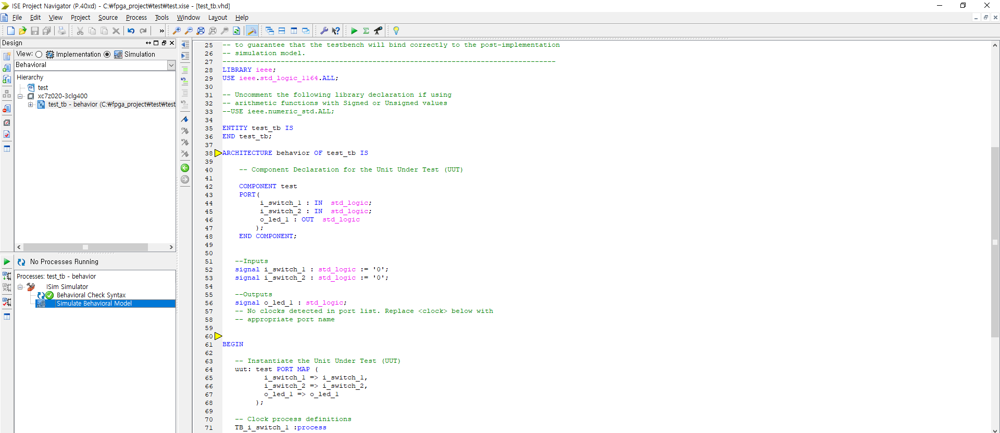 ISE Project Navigator (P.40xd) - C:₩fpga_project₩test₩test.xise - [test_tb.vhd]
File Edit View Project Source Process Tools Window Layout Help
Design
View: Implementation Simulation
Behavioral
Hierarchy
test
xc7z020-3clg400
test_tb - behavior (C:₩fpga_project₩test₩test
No Processes Running
Processes: test_tb - behavior
ISim Simulator
Behavioral Check Syntax
Simulate Behavioral Model
25 -- to guarantee that the testbench will bind correctly to the post-implementation
26 -- simulation model.
27 --------------------------------------------------------------------------------
28 LIBRARY ieee;
29 USE ieee.std_logic_1164.ALL;
30
31 -- Uncomment the following library declaration if using
32 -- arithmetic functions with Signed or Unsigned values
33 --USE ieee.numeric_std.ALL;
34
35 ENTITY test_tb IS
36 END test_tb;
37
38 ARCHITECTURE behavior OF test_tb IS
39
40 -- Component Declaration for the Unit Under Test (UUT)
41
42 COMPONENT test
43 PORT(
44 i_switch_1 : IN std_logic;
45 i_switch_2 : IN std_logic;
46 o_led_1 : OUT std_logic
47 );
48 END COMPONENT;
49
50
51 --Inputs
52 signal i_switch_1 : std_logic := '0';
53 signal i_switch_2 : std_logic := '0';
54
55 --Outputs
56 signal o_led_1 : std_logic;
57 -- No clocks detected in port list. Replace <clock> below with
58 -- appropriate port name
59
60
61 BEGIN
62
63 -- Instantiate the Unit Under Test (UUT)
64 uut: test PORT MAP (
65 i_switch_1 => i_switch_1,
66 i_switch_2 => i_switch_2,
67 o_led_1 => o_led_1
68 );
69
70 -- Clock process definitions
71 TB_i_switch_1 :process